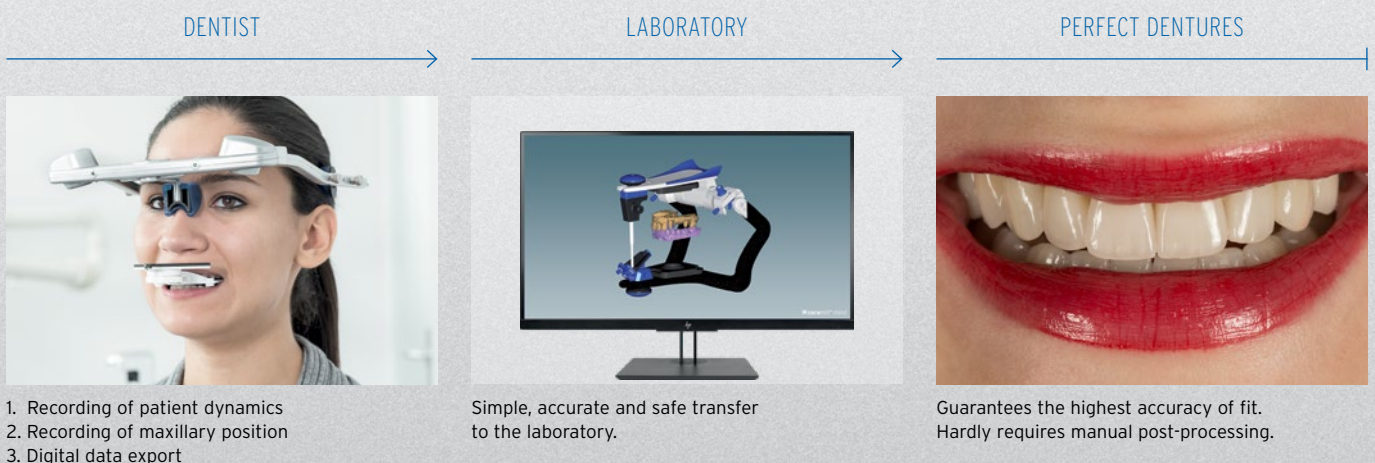 DENTIST
LABORATORY
PERFECT DENTURES
1. Recording of patient dynamics
2. Recording of maxillary position
3. Digital data export
Simple, accurate and safe transfer
to the laboratory.
Guarantees the highest accuracy of fit.
Hardly requires manual post-processing.
hp